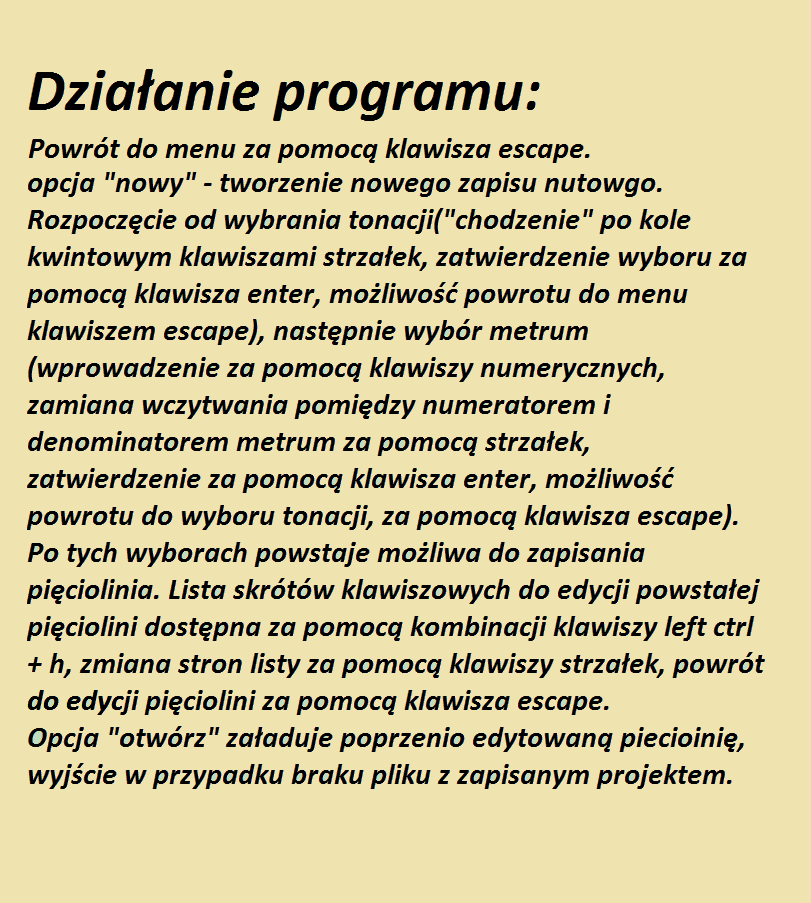 Działanie programu:
Powrót do menu za pomocą klawisza escape.
opcja "nowy" - tworzenie nowego zapisu nutowgo.
Rozpoczęcie od wybrania tonacji("chodzenie" po kole
kwintowym klawiszami strzałek, zatwierdzenie wyboru za
pomocą klawisza enter, możliwość powrotu do menu
klawiszem escape), następnie wybór metrum
(wprowadzenie za pomocą klawiszy numerycznych,
zamiana wczytwania pomiędzy numeratorem i
denominatorem metrum za pomocą strzałek,
zatwierdzenie za pomocą klawisza enter, możliwość
powrotu do wyboru tonacji, za pomocą klawisza escape).
Po tych wyborach powstaje możliwa do zapisania
pięciolinia. Lista skrótów klawiszowych do edycji powstałej
pięciolini dostępna za pomocą kombinacji klawiszy left ctrl
+ h, zmiana stron listy za pomocą klawiszy strzałek, powrót
do edycji pięciolini za pomocą klawisza escape.
Opcja "otwórz" załaduje poprzenio edytowaną piecioinię,
wyjście w przypadku braku pliku z zapisanym projektem.